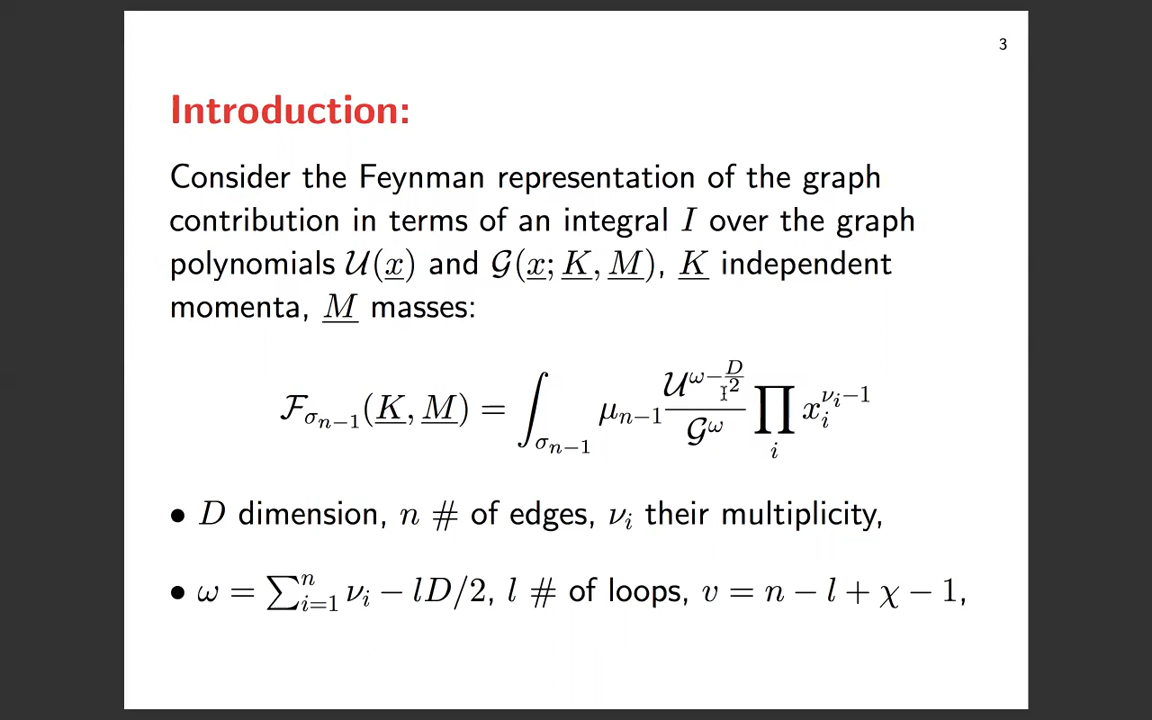 3
Introduction:
Consider the Feynman representation of the graph
contribution in terms of an integral I over the graph
polynomials 𝒰(x̲) and 𝒢(x̲; K̲, M̲), K̲ independent
momenta, M̲ masses:
ℱ_{σ_{n−1}}(K̲, M̲) = ∫_{σ_{n−1}} μ_{n−1} \frac{𝒰^{ω−\frac{D}{2}}}{𝒢^ω} ∏_i x_i^{ν_i−1}
• D dimension, n # of edges, ν_i their multiplicity,
• ω = ∑_{i=1}^n ν_i − lD/2, l # of loops, v = n − l + χ − 1,